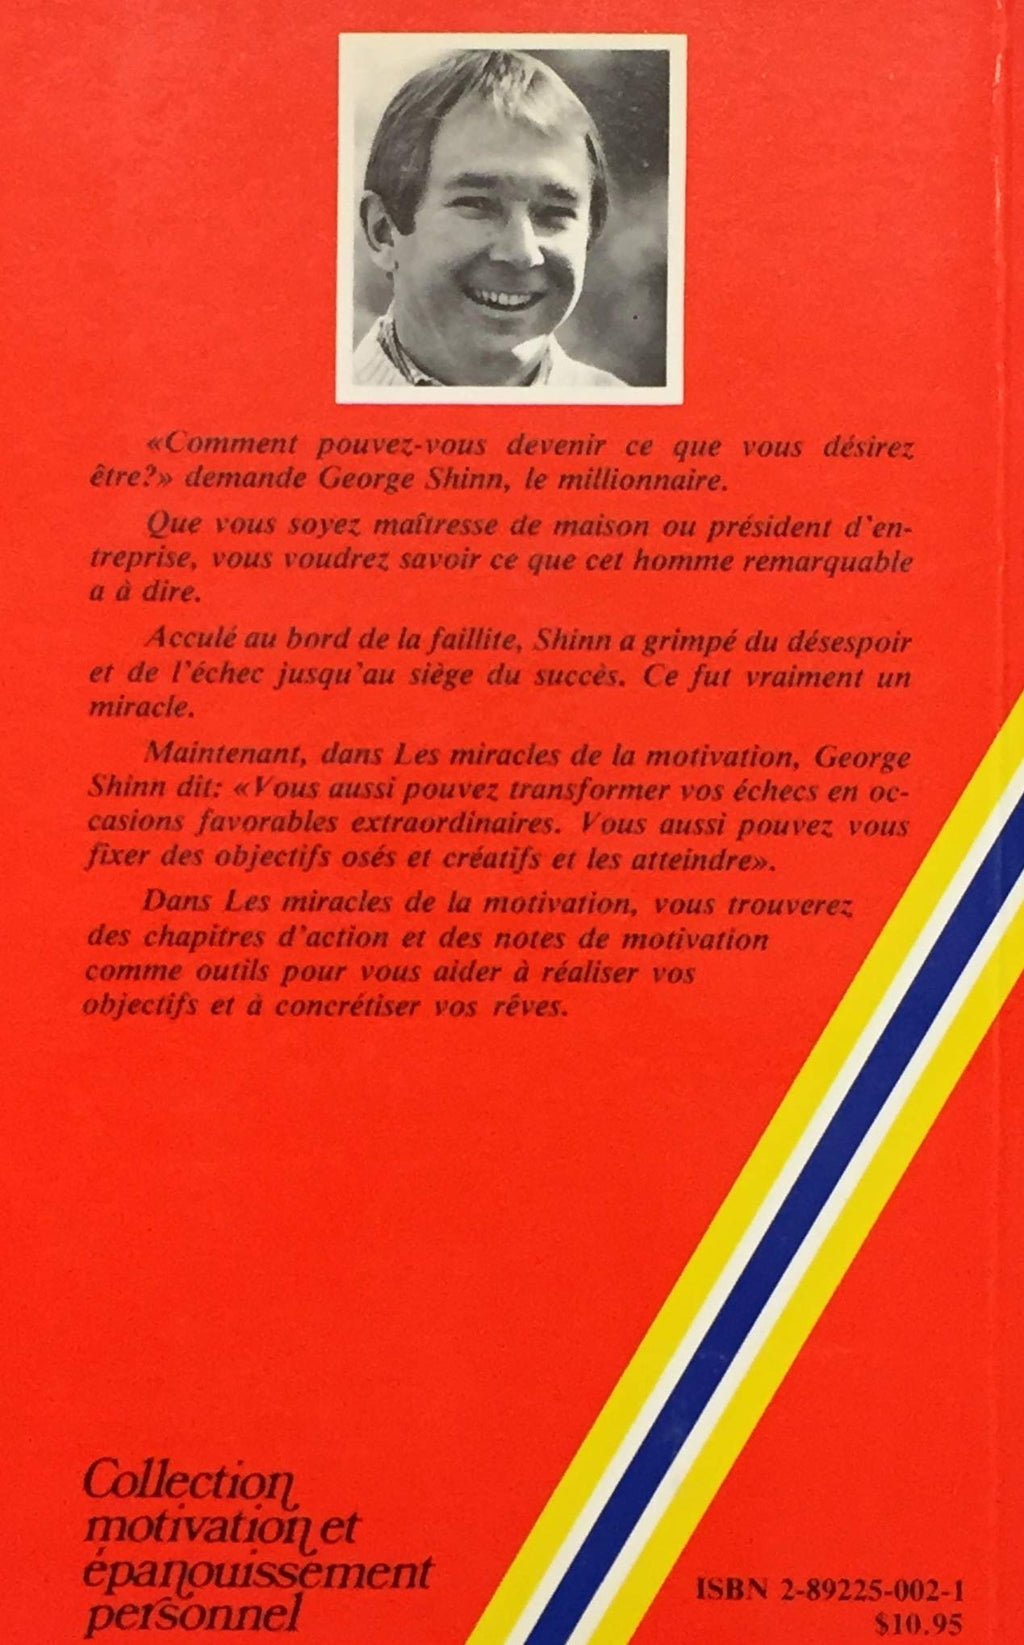 «Comment pouvez-vous devenir ce que vous désirez
être?» demande George Shinn, le millionnaire.
Que vous soyez maîtresse de maison ou président d'en-
treprise, vous voudrez savoir ce que cet homme remarquable
a à dire.
Acculé au bord de la faillite, Shinn a grimpé du désespoir
et de l'échec jusqu'au siège du succès. Ce fut vraiment un
miracle.
Maintenant, dans Les miracles de la motivation, George
Shinn dit: «Vous aussi pouvez transformer vos échecs en oc-
casions favorables extraordinaires. Vous aussi pouvez vous
fixer des objectifs osés et créatifs et les atteindre».
Dans Les miracles de la motivation, vous trouverez
des chapitres d'action et des notes de motivation
comme outils pour vous aider à réaliser vos
objectifs et à concrétiser vos rêves.
Collection
motivation et
épanouissement
personnel
ISBN 2-89225-002-1
$10.95